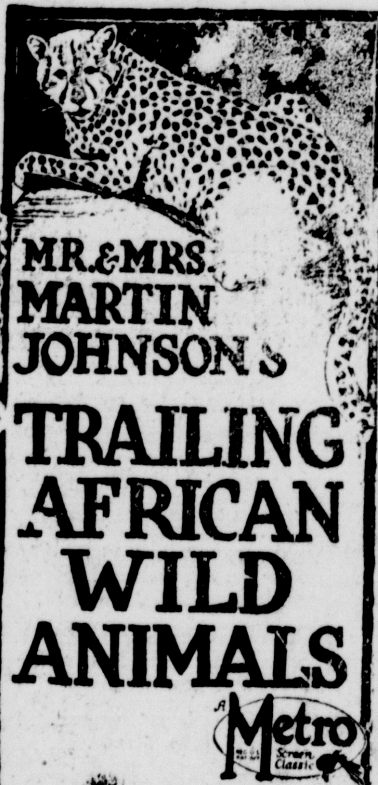 MR. & MRS.
MARTIN
JOHNSON'S
TRAILING
AFRICAN
WILD
ANIMALS
A
Metro
Screen
Classic